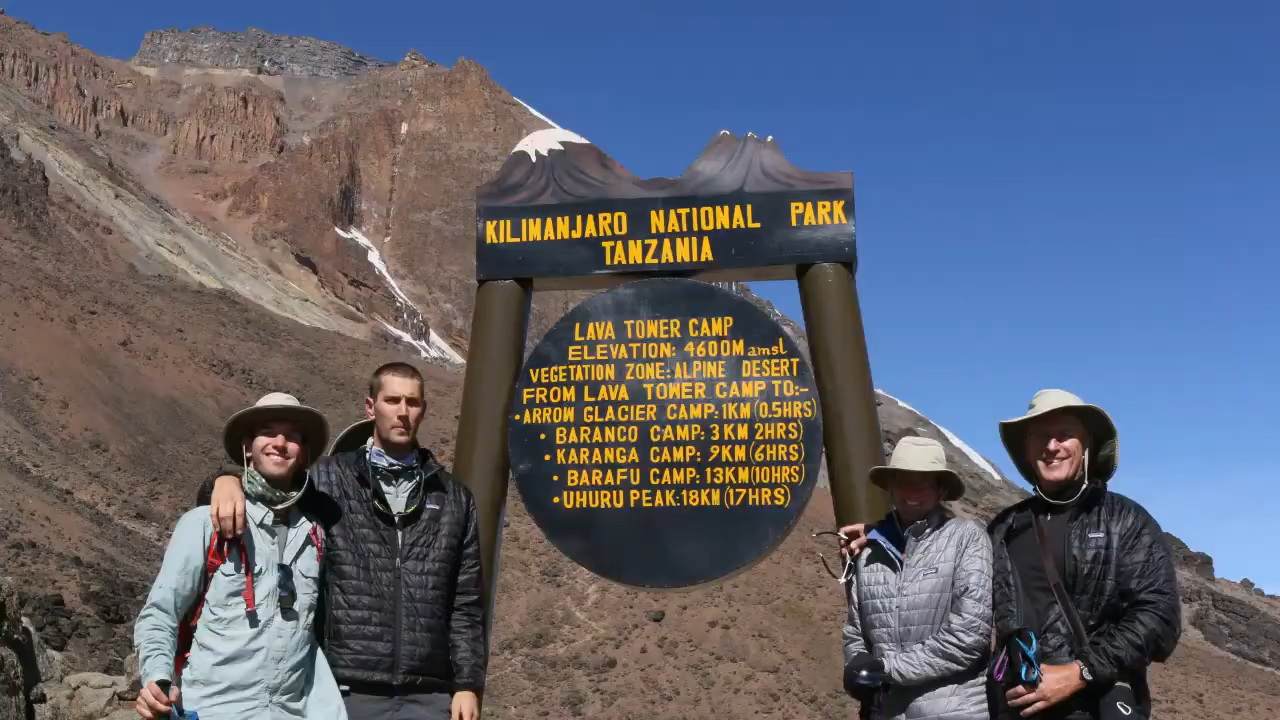 KILIMANJARO NATIONAL PARK
TANZANIA
LAVA TOWER CAMP
ELEVATION: 4600M amsl
VEGETATION ZONE: ALPINE DESERT
FROM LAVA TOWER CAMP TO:-
• ARROW GLACIER CAMP: 1KM (0.5HRS)
• BARANCO CAMP: 3KM 2HRS)
• KARANGA CAMP: 9KM (6HRS)
• BARAFU CAMP: 13KM (10HRS)
• UHURU PEAK: 18KM (17HRS)